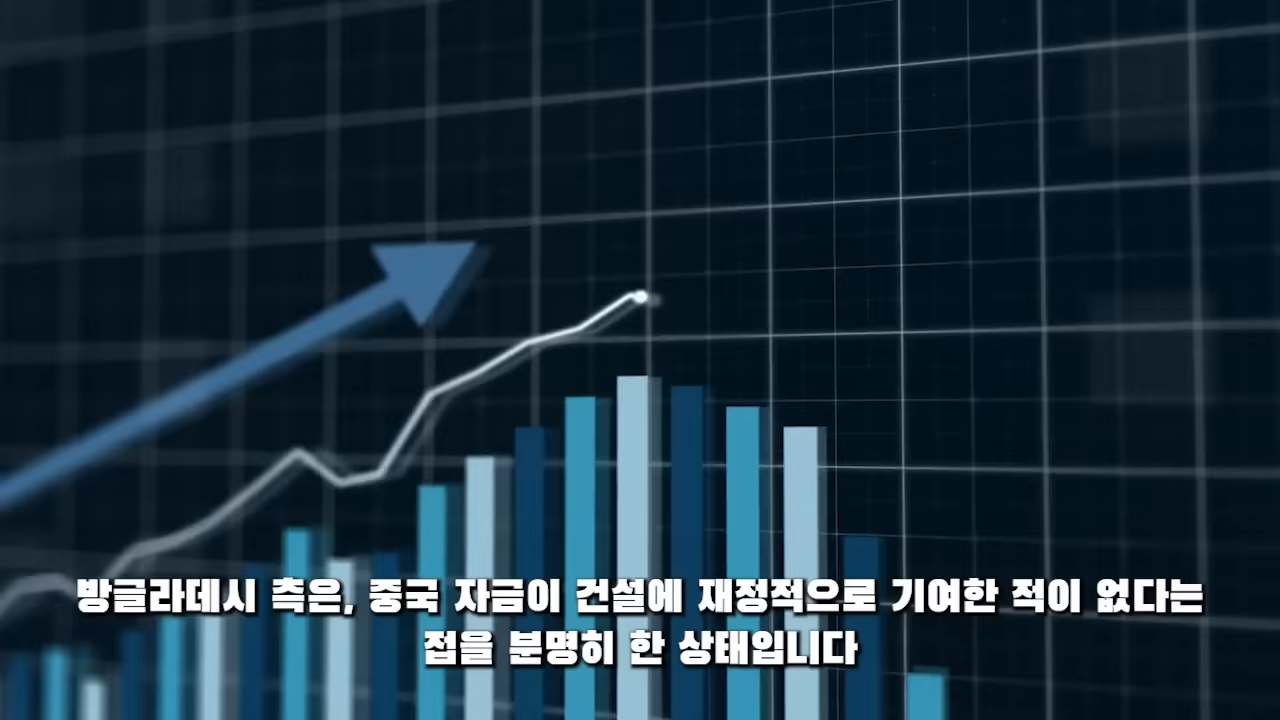 방글라데시 측은, 중국 자금이 건설에 재정적으로 기여한 적이 없다는
점을 분명히 한 상태입니다